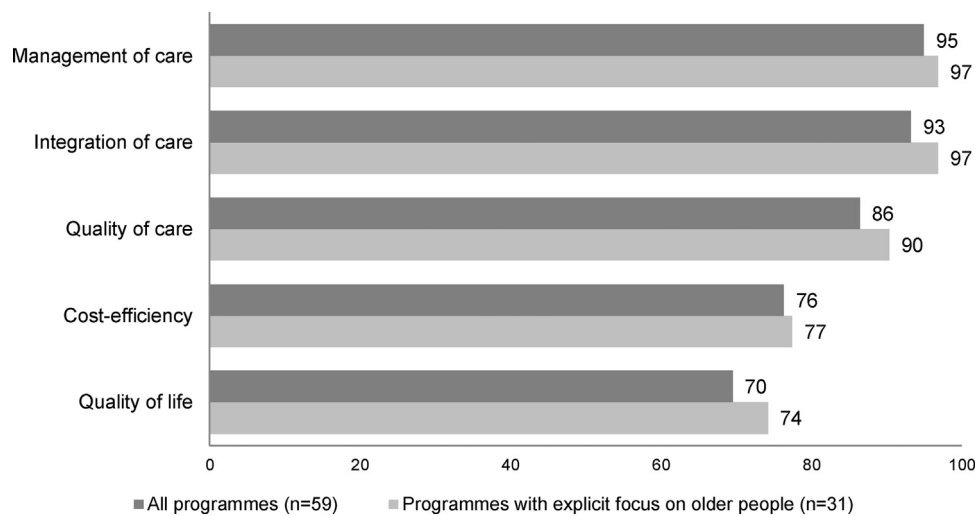 Management of care
95
97
Integration of care
93
97
Quality of care
86
90
Cost-efficiency
76
77
Quality of life
70
74
0 20 40 60 80 100
All programmes (n=59) Programmes with explicit focus on older people (n=31)